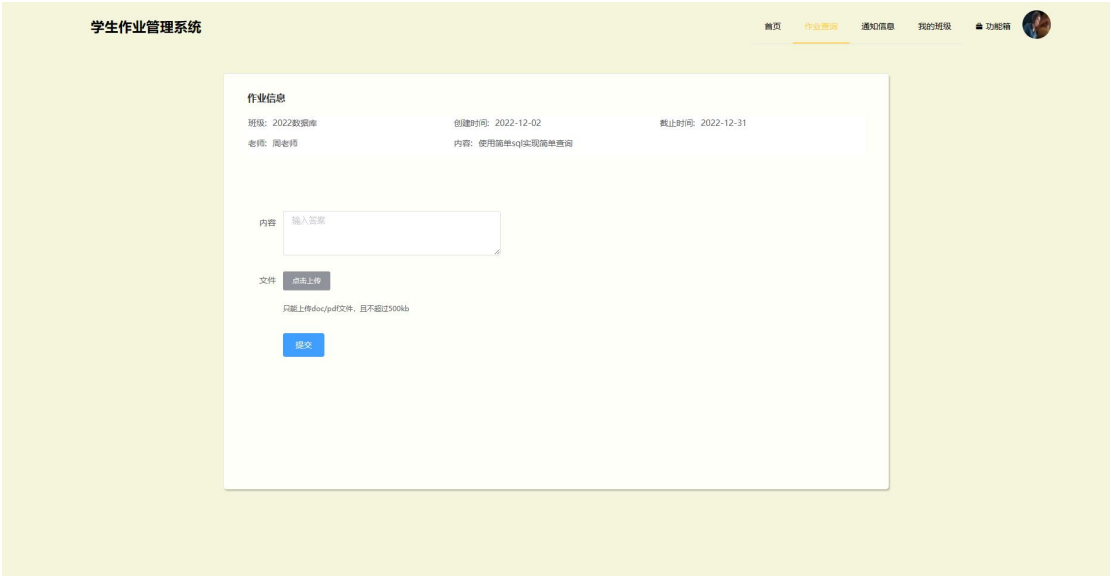 学生作业管理系统
首页 作业查询 通知信息 我的班级 功能箱
作业信息
班级: 2022数据库 创建时间: 2022-12-02 截止时间: 2022-12-31
老师: 周老师 内容: 使用简单sql实现简单查询
内容 输入答案
文件 点击上传
只能上传doc/pdf文件，且不超过500kb
提交